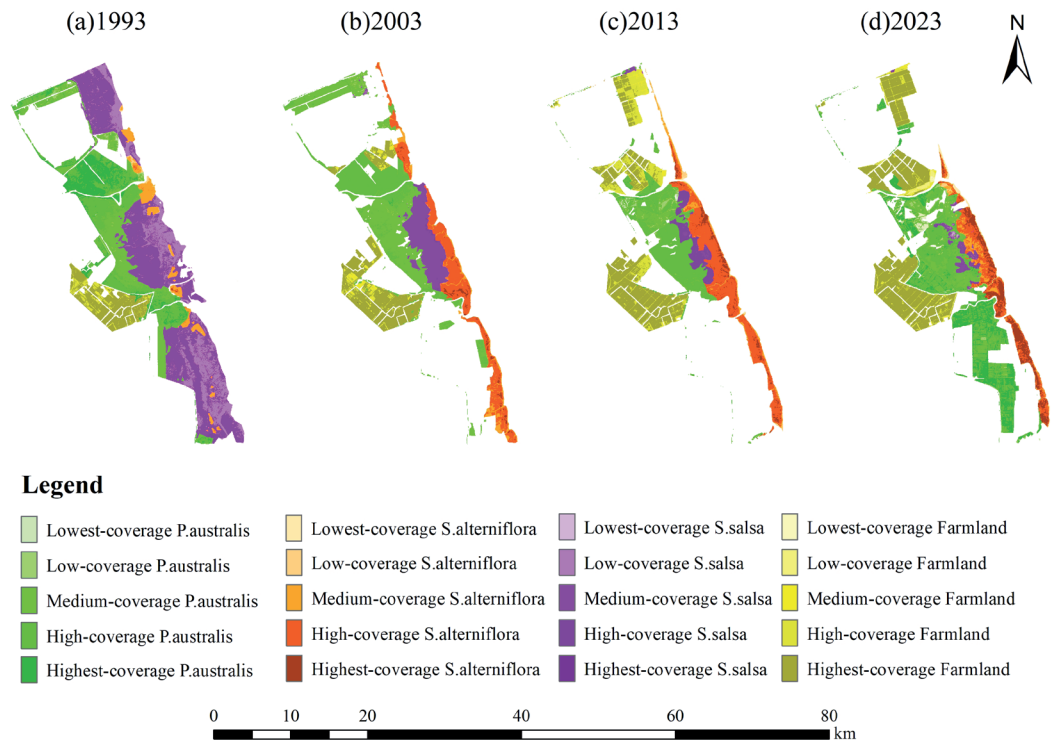 (a)1993 (b)2003 (c)2013 (d)2023 N
Legend
Lowest-coverage P.australis Lowest-coverage S.alterniflora Lowest-coverage S.salsa Lowest-coverage Farmland
Low-coverage P.australis Low-coverage S.alterniflora Low-coverage S.salsa Low-coverage Farmland
Medium-coverage P.australis Medium-coverage S.alterniflora Medium-coverage S.salsa Medium-coverage Farmland
High-coverage P.australis High-coverage S.alterniflora High-coverage S.salsa High-coverage Farmland
Highest-coverage P.australis Highest-coverage S.alterniflora Highest-coverage S.salsa Highest-coverage Farmland
0 10 20 40 60 80
km